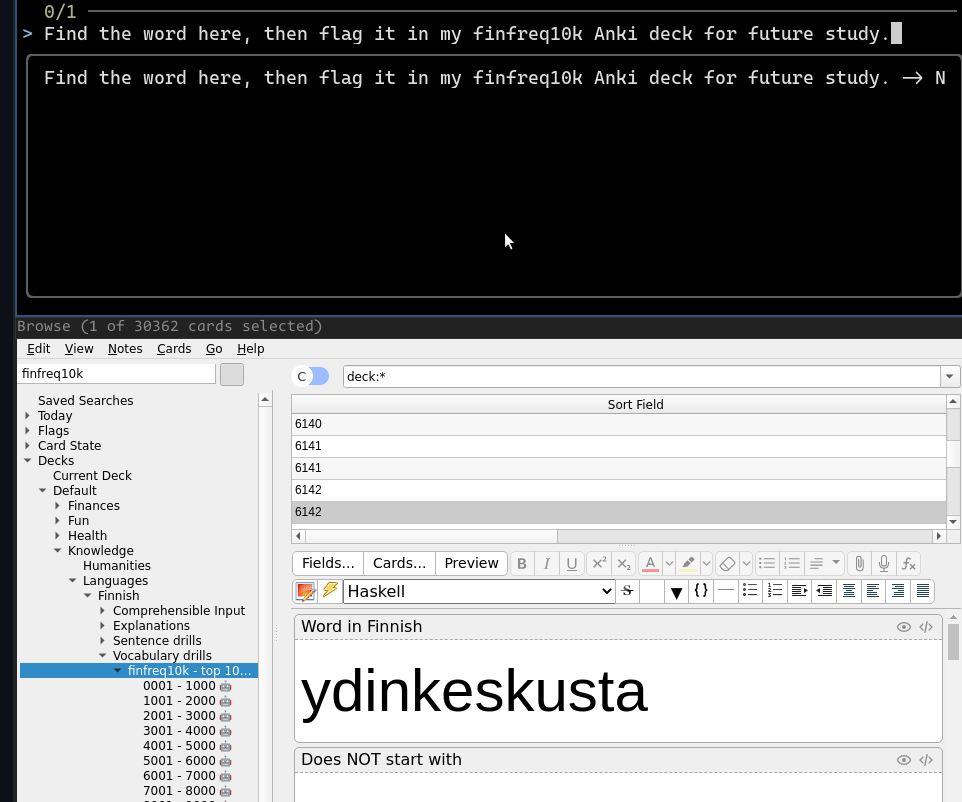 0/1
> Find the word here, then flag it in my finfreq10k Anki deck for future study.
Find the word here, then flag it in my finfreq10k Anki deck for future study. → N
Browse (1 of 30362 cards selected)
Edit View Notes Cards Go Help
finfreq10k
C
deck:*
Saved Searches
Today
Flags
Card State
Decks
Current Deck
Default
Finances
Fun
Health
Knowledge
Humanities
Languages
Finnish
Comprehensible Input
Explanations
Sentence drills
Vocabulary drills
finfreq10k - top 10...
0001 - 1000 🤖
1001 - 2000 🤖
2001 - 3000 🤖
3001 - 4000 🤖
4001 - 5000 🤖
5001 - 6000 🤖
6001 - 7000 🤖
7001 - 8000 🤖
Sort Field
6140
6141
6141
6142
6142
Fields... Cards... Preview B I U x² x₂ A fx
Haskell S {} —
Word in Finnish
ydinkeskusta
Does NOT start with